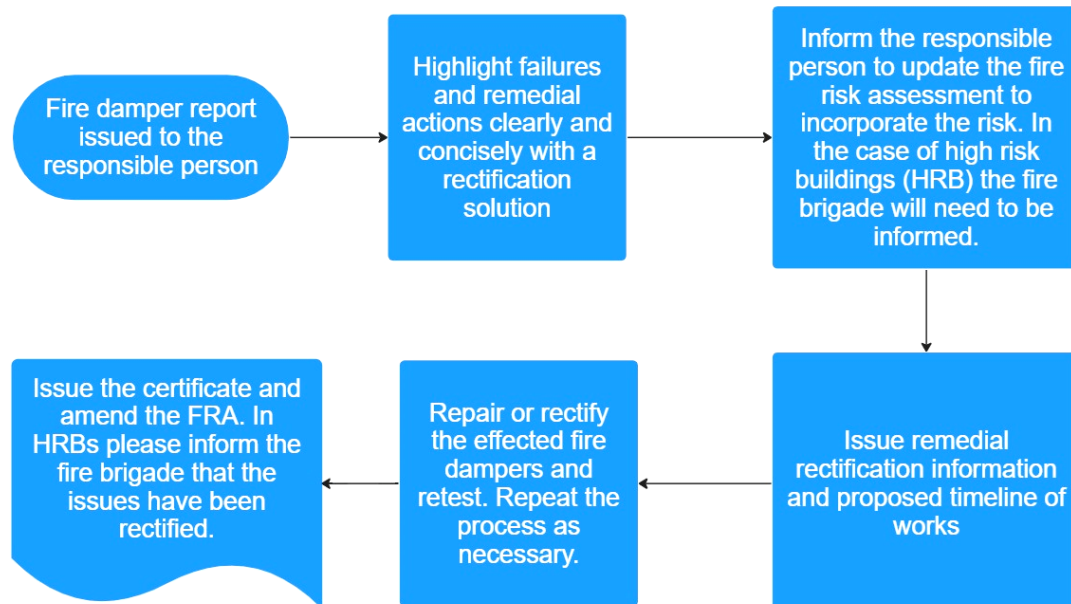 Fire damper report
issued to the
responsible person
Highlight failures
and remedial
actions clearly and
concisely with a
rectification
solution
Inform the responsible
person to update the fire
risk assessment to
incorporate the risk. In
the case of high risk
buildings (HRB) the fire
brigade will need to be
informed.
Issue remedial
rectification information
and proposed timeline of
works
Repair or rectify
the effected fire
dampers and
retest. Repeat the
process as
necessary.
Issue the certificate and
amend the FRA. In
HRBs please inform the
fire brigade that the
issues have been
rectified.